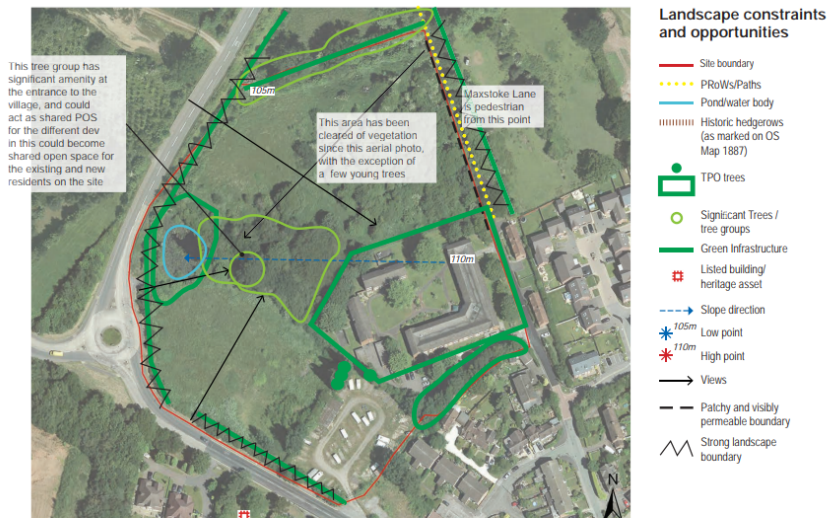 Landscape constraints
and opportunities
Site boundary
PRoWs/Paths
Pond/water body
Historic hedgerows
(as marked on OS
Map 1887)
TPO trees
Significant Trees /
tree groups
Green Infrastructure
Listed building/
heritage asset
Slope direction
105m Low point
110m High point
Views
Patchy and visibly
permeable boundary
Strong landscape
boundary
This tree group has
significant amenity at
the entrance to the
village, and could
act as shared POS
for the different dev
in this could become
shared open space for
the existing and new
residents on the site
105m
This area has been
cleared of vegetation
since this aerial photo,
with the exception of
a few young trees
Maxstoke Lane
is pedestrian
from this point
110m
N